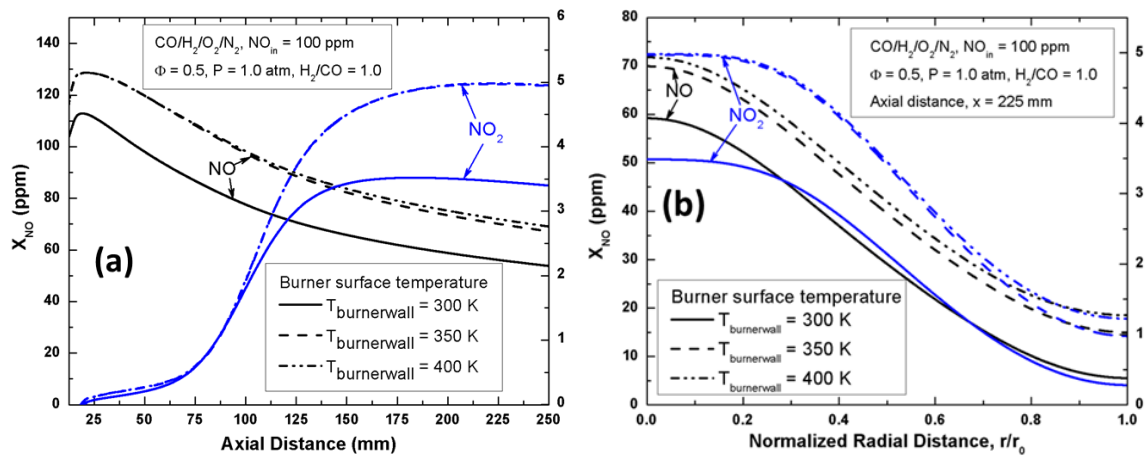 CO/H2/O2/N2, NOin = 100 ppm
Φ = 0.5, P = 1.0 atm, H2/CO = 1.0
NO
NO2
(a)
Burner surface temperature
Tburnerwall = 300 K
Tburnerwall = 350 K
Tburnerwall = 400 K
XNO (ppm)
140
120
100
80
60
40
20
0
6
5
4
3
2
1
0
25 50 75 100 125 150 175 200 225 250
Axial Distance (mm)
CO/H2/O2/N2, NOin = 100 ppm
Φ = 0.5, P = 1.0 atm, H2/CO = 1.0
Axial distance, x = 225 mm
NO
NO2
(b)
Burner surface temperature
Tburnerwall = 300 K
Tburnerwall = 350 K
Tburnerwall = 400 K
XNO (ppm)
80
70
60
50
40
30
20
10
0
5
4
3
2
1
0
0.0 0.2 0.4 0.6 0.8 1.0
Normalized Radial Distance, r/r0